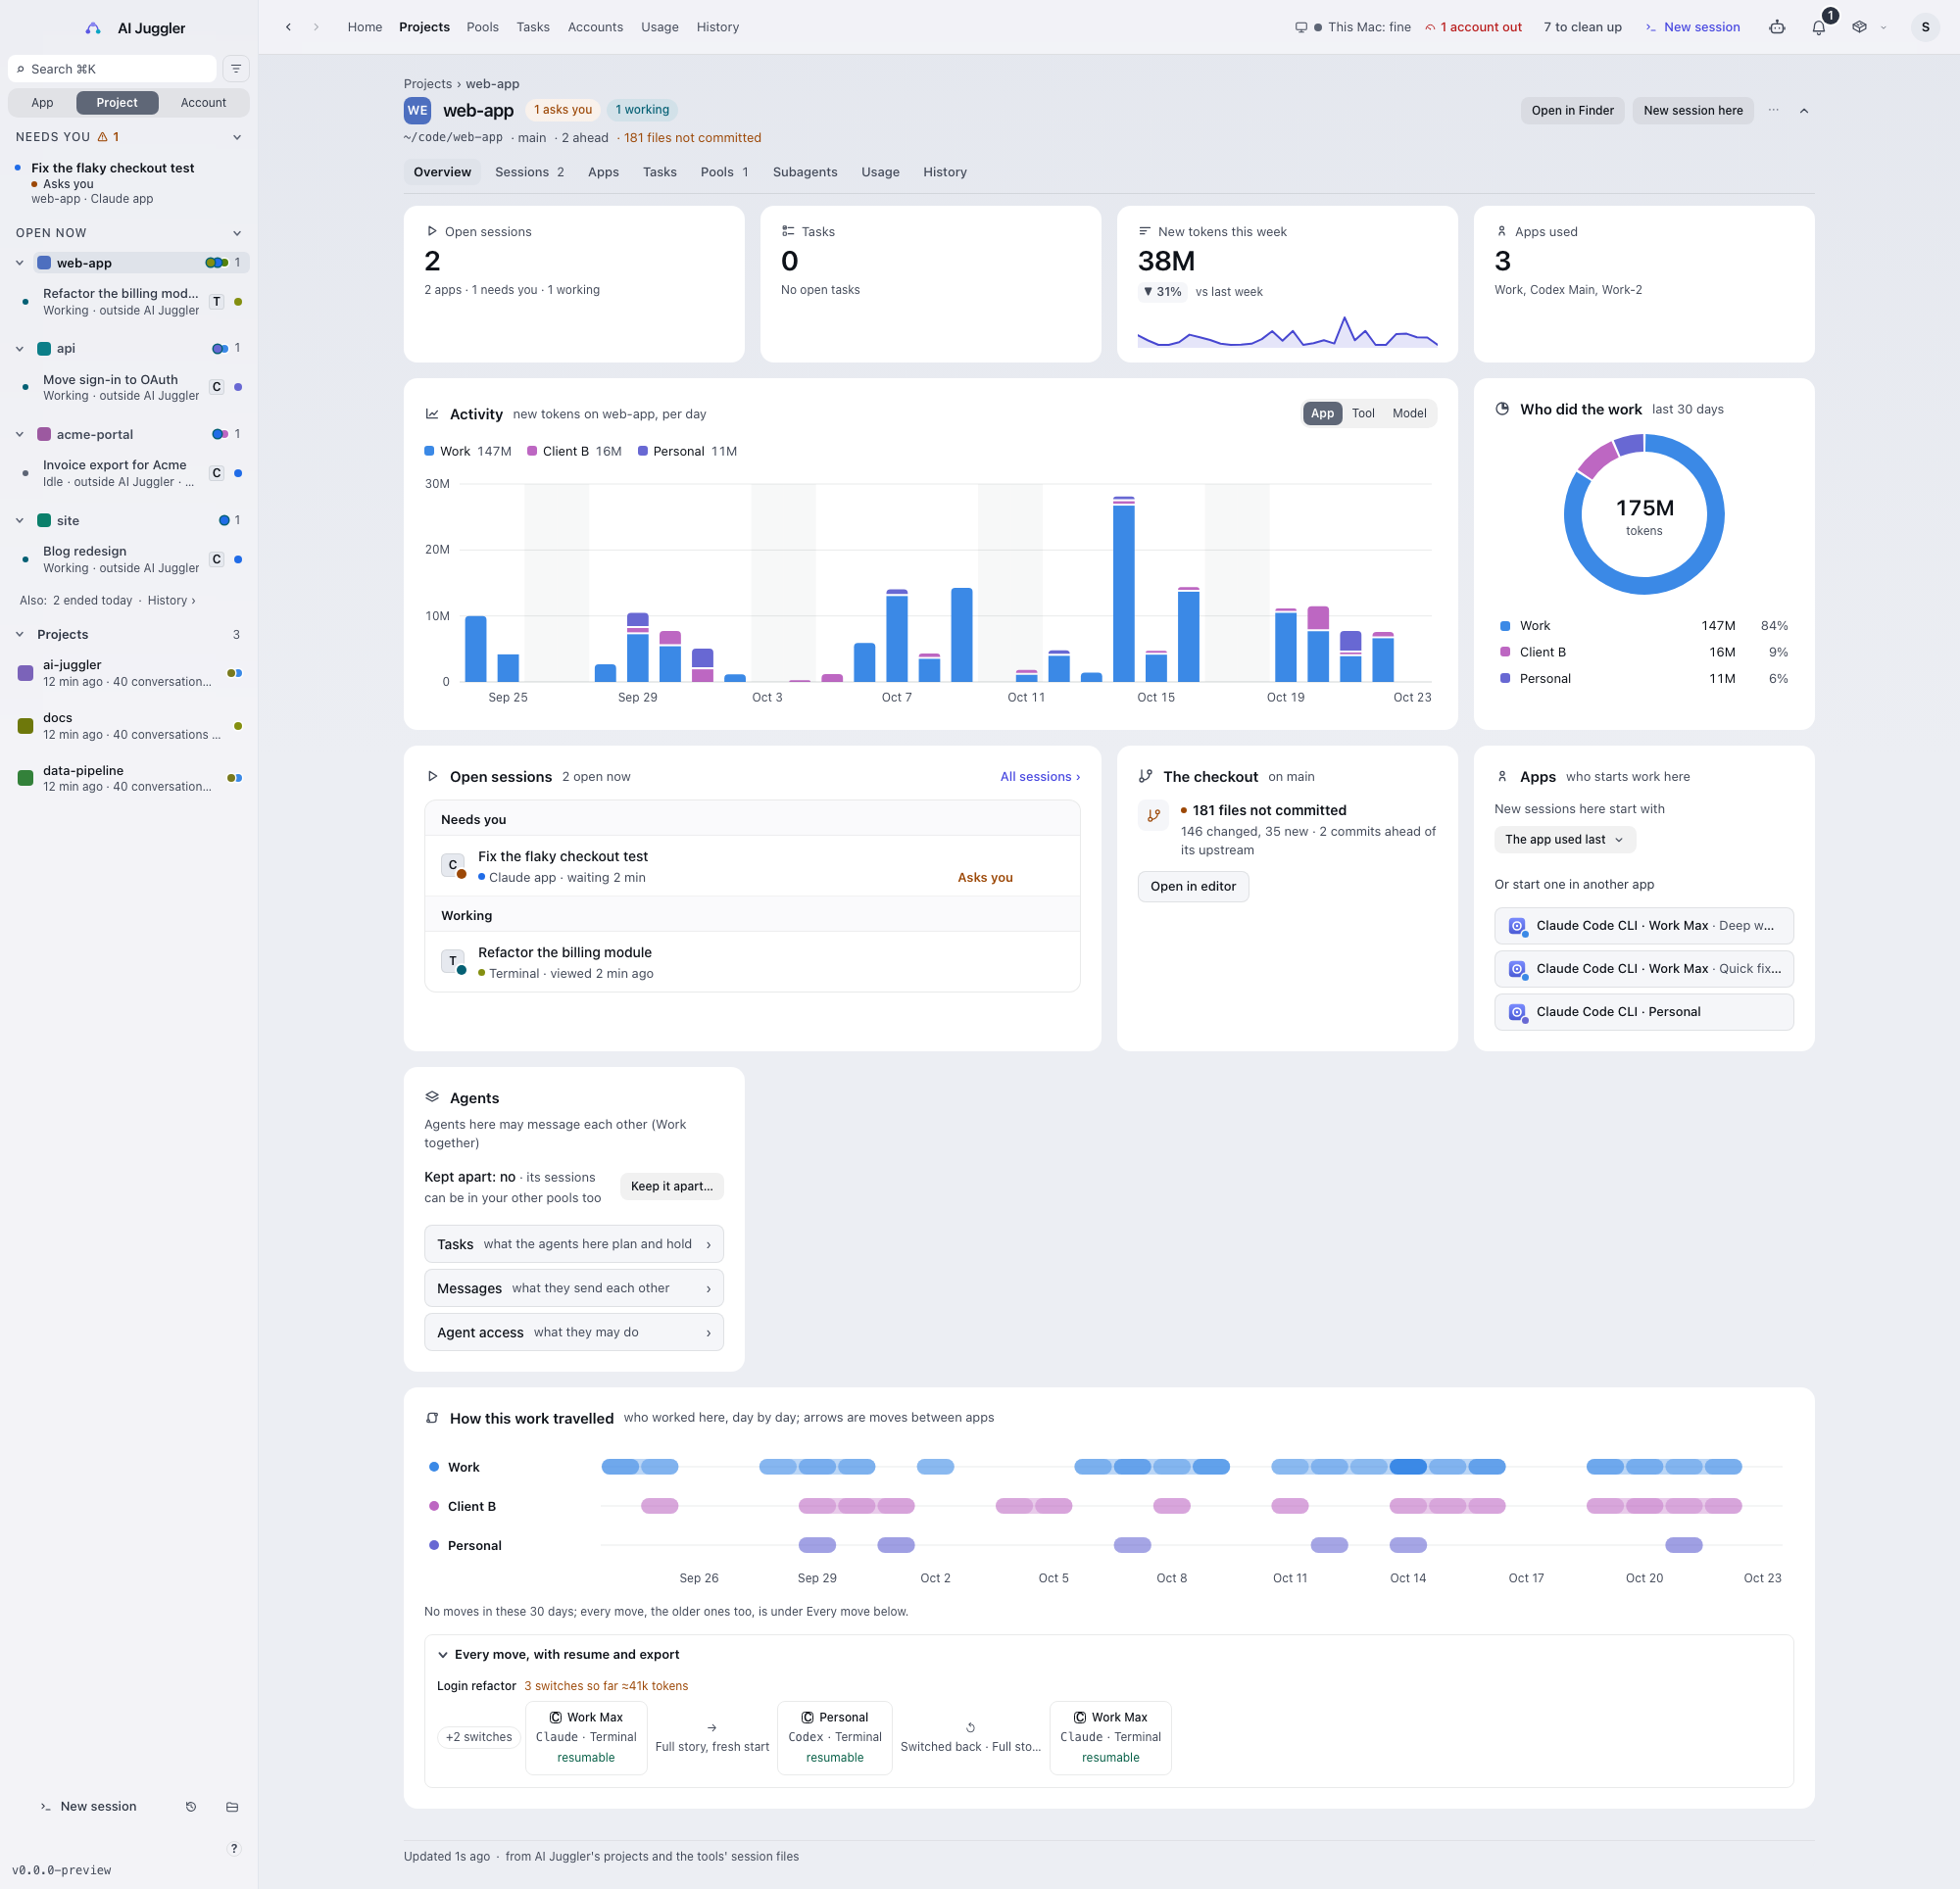 AI Juggler
Search ⌘K
App Project Account
NEEDS YOU 1
Fix the flaky checkout test
Asks you
web-app · Claude app
OPEN NOW
web-app 1
Refactor the billing mod... T
Working · outside AI Juggler
api 1
Move sign-in to OAuth C
Working · outside AI Juggler
acme-portal 1
Invoice export for Acme C
Idle · outside AI Juggler · ...
site 1
Blog redesign C
Working · outside AI Juggler
Also: 2 ended today · History ›
Projects 3
ai-juggler
12 min ago · 40 conversation...
docs
12 min ago · 40 conversations ...
data-pipeline
12 min ago · 40 conversation...
New session
?
v0.0.0-preview
‹ › Home Projects Pools Tasks Accounts Usage History
This Mac: fine 1 account out 7 to clean up New session 1 S
Projects › web-app
WE web-app 1 asks you 1 working
Open in Finder New session here ...
~/code/web-app · main · 2 ahead · 181 files not committed
Overview Sessions 2 Apps Tasks Pools 1 Subagents Usage History
Open sessions
2
2 apps · 1 needs you · 1 working
Tasks
0
No open tasks
New tokens this week
38M
▼ 31% vs last week
Apps used
3
Work, Codex Main, Work-2
Activity new tokens on web-app, per day
App Tool Model
Work 147M Client B 16M Personal 11M
30M
20M
10M
0
Sep 25 Sep 29 Oct 3 Oct 7 Oct 11 Oct 15 Oct 19 Oct 23
Who did the work last 30 days
175M
tokens
Work 147M 84%
Client B 16M 9%
Personal 11M 6%
Open sessions 2 open now All sessions ›
Needs you
C Fix the flaky checkout test
Claude app · waiting 2 min Asks you
Working
T Refactor the billing module
Terminal · viewed 2 min ago
The checkout on main
181 files not committed
146 changed, 35 new · 2 commits ahead of
its upstream
Open in editor
Apps who starts work here
New sessions here start with
The app used last
Or start one in another app
Claude Code CLI · Work Max · Deep w...
Claude Code CLI · Work Max · Quick fix...
Claude Code CLI · Personal
Agents
Agents here may message each other (Work
together)
Kept apart: no · its sessions
can be in your other pools too
Keep it apart...
Tasks what the agents here plan and hold ›
Messages what they send each other ›
Agent access what they may do ›
How this work travelled who worked here, day by day; arrows are moves between apps
Work
Client B
Personal
Sep 26 Sep 29 Oct 2 Oct 5 Oct 8 Oct 11 Oct 14 Oct 17 Oct 20 Oct 23
No moves in these 30 days; every move, the older ones too, is under Every move below.
Every move, with resume and export
Login refactor 3 switches so far ≈41k tokens
+2 switches
Work Max
Claude · Terminal
resumable
→
Full story, fresh start
Personal
Codex · Terminal
resumable
Switched back · Full sto...
Work Max
Claude · Terminal
resumable
Updated 1s ago · from AI Juggler's projects and the tools' session files